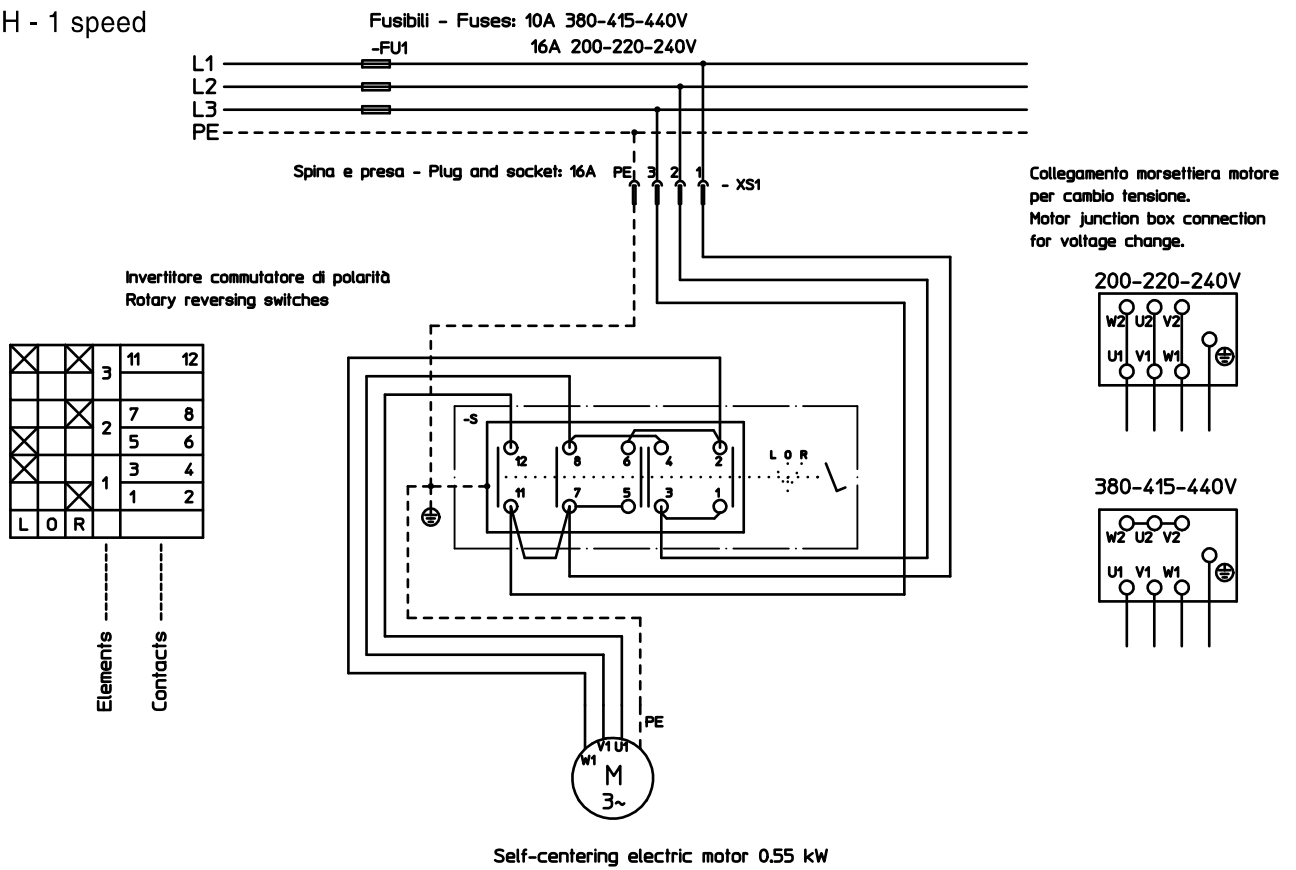 H - 1 speed
Fusibili - Fuses: 10A 380-415-440V
16A 200-220-240V
-FU1
L1
L2
L3
PE
Spina e presa - Plug and socket: 16A PE 3 2 1
- XS1
Collegamento morsettiera motore
per cambio tensione.
Motor junction box connection
for voltage change.
Invertitore commutatore di polarità
Rotary reversing switches
200-220-240V
W2 U2 V2
U1 V1 W1
3 11 12
2 7 8
5 6
1 3 4
1 2
L O R
Elements
Contacts
-S
12 8 6 4 2
L O R
11 7 5 3 1
380-415-440V
W2 U2 V2
U1 V1 W1
PE
W1 V1 U1
M
3~
Self-centering electric motor 0.55 kW